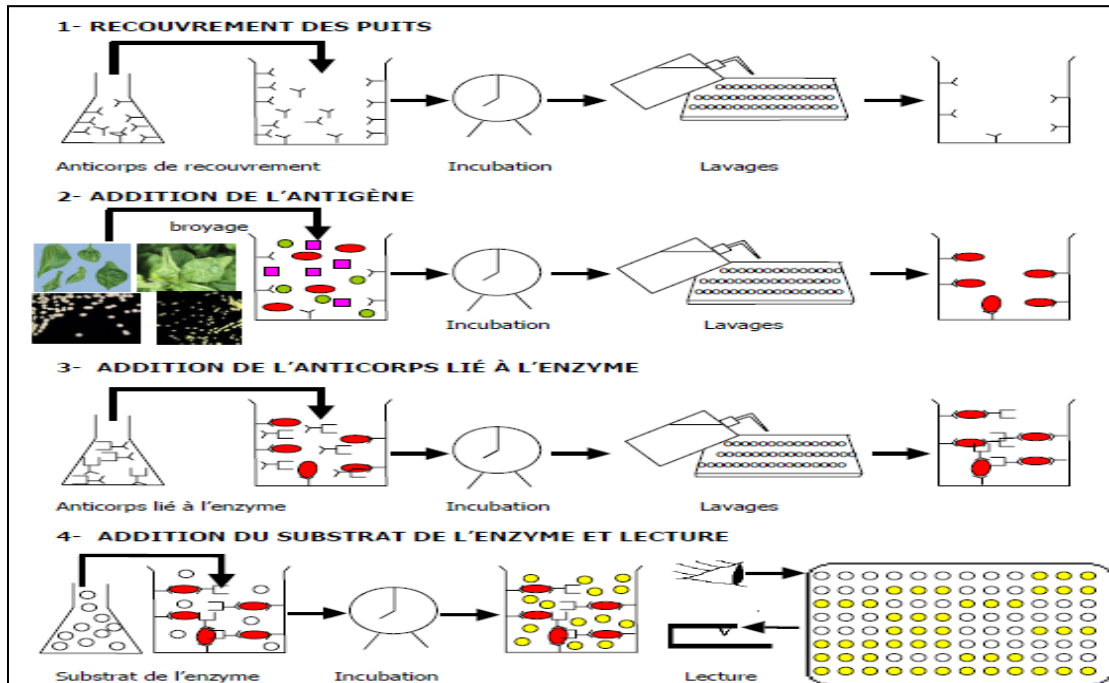 1- RECOUVREMENT DES PUITS
Anticorps de recouvrement
Incubation
Lavages
2- ADDITION DE L'ANTIGÈNE
broyage
Incubation
Lavages
3- ADDITION DE L'ANTICORPS LIÉ À L'ENZYME
Anticorps lié à l'enzyme
Incubation
Lavages
4- ADDITION DU SUBSTRAT DE L'ENZYME ET LECTURE
Substrat de l'enzyme
Incubation
Lecture